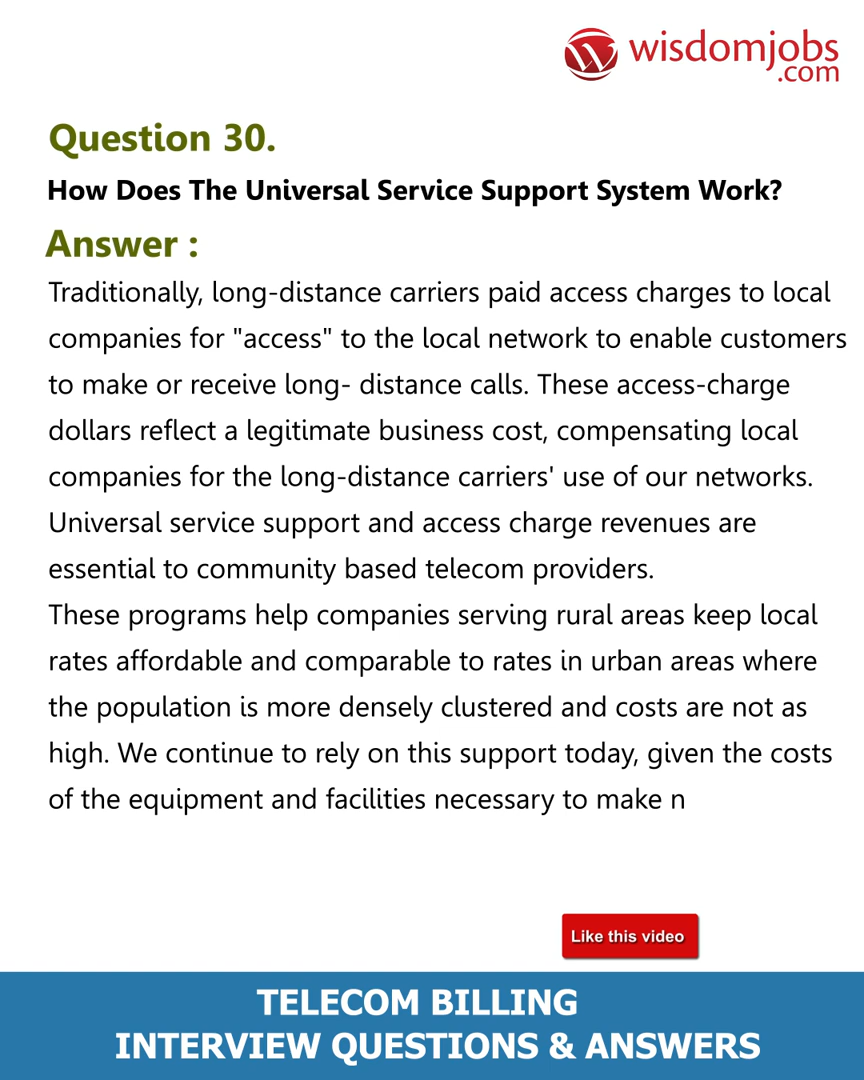 wisdomjobs
.com
Question 30.
How Does The Universal Service Support System Work?
Answer :
Traditionally, long-distance carriers paid access charges to local
companies for "access" to the local network to enable customers
to make or receive long- distance calls. These access-charge
dollars reflect a legitimate business cost, compensating local
companies for the long-distance carriers' use of our networks.
Universal service support and access charge revenues are
essential to community based telecom providers.
These programs help companies serving rural areas keep local
rates affordable and comparable to rates in urban areas where
the population is more densely clustered and costs are not as
high. We continue to rely on this support today, given the costs
of the equipment and facilities necessary to make n
Like this video
TELECOM BILLING
INTERVIEW QUESTIONS & ANSWERS